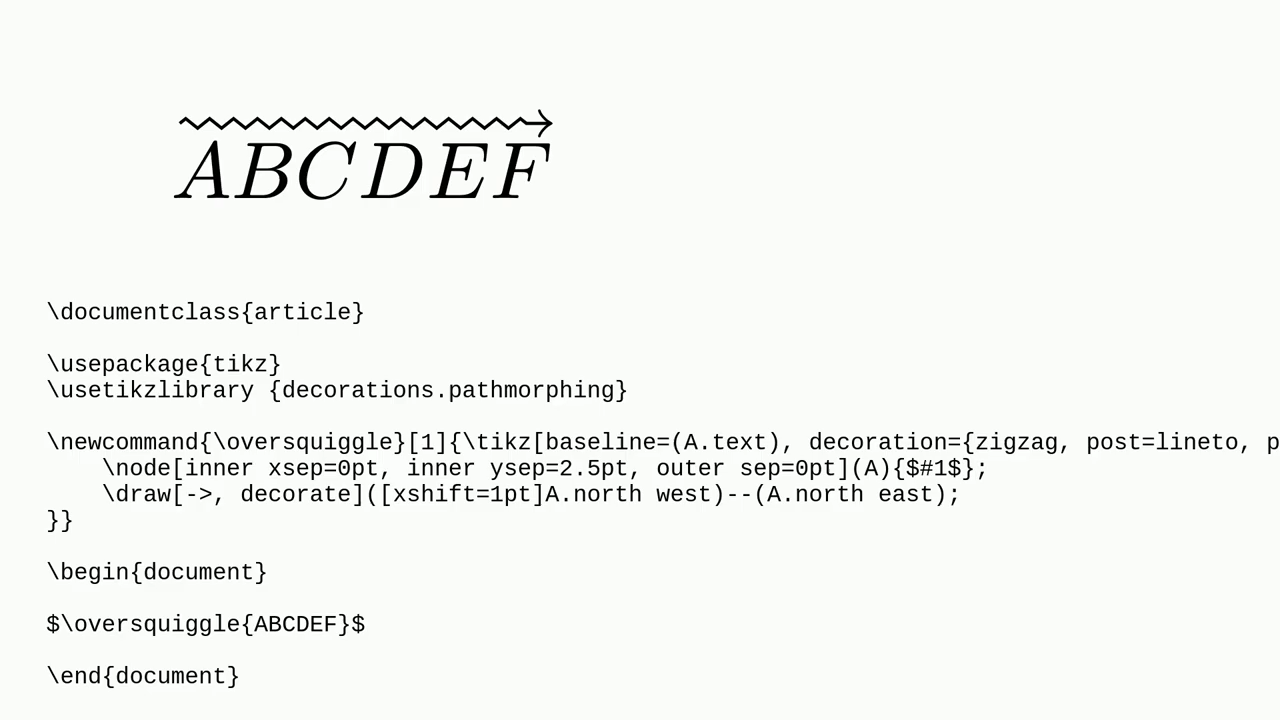 ABCDEF
\documentclass{article}
\usepackage{tikz}
\usetikzlibrary {decorations.pathmorphing}
\newcommand{\oversquiggle}[1]{\tikz[baseline=(A.text), decoration={zigzag, post=lineto, p
    \node[inner xsep=0pt, inner ysep=2.5pt, outer sep=0pt](A){$#1$};
    \draw[->, decorate]([xshift=1pt]A.north west)--(A.north east);
}}
\begin{document}
$\oversquiggle{ABCDEF}$
\end{document}